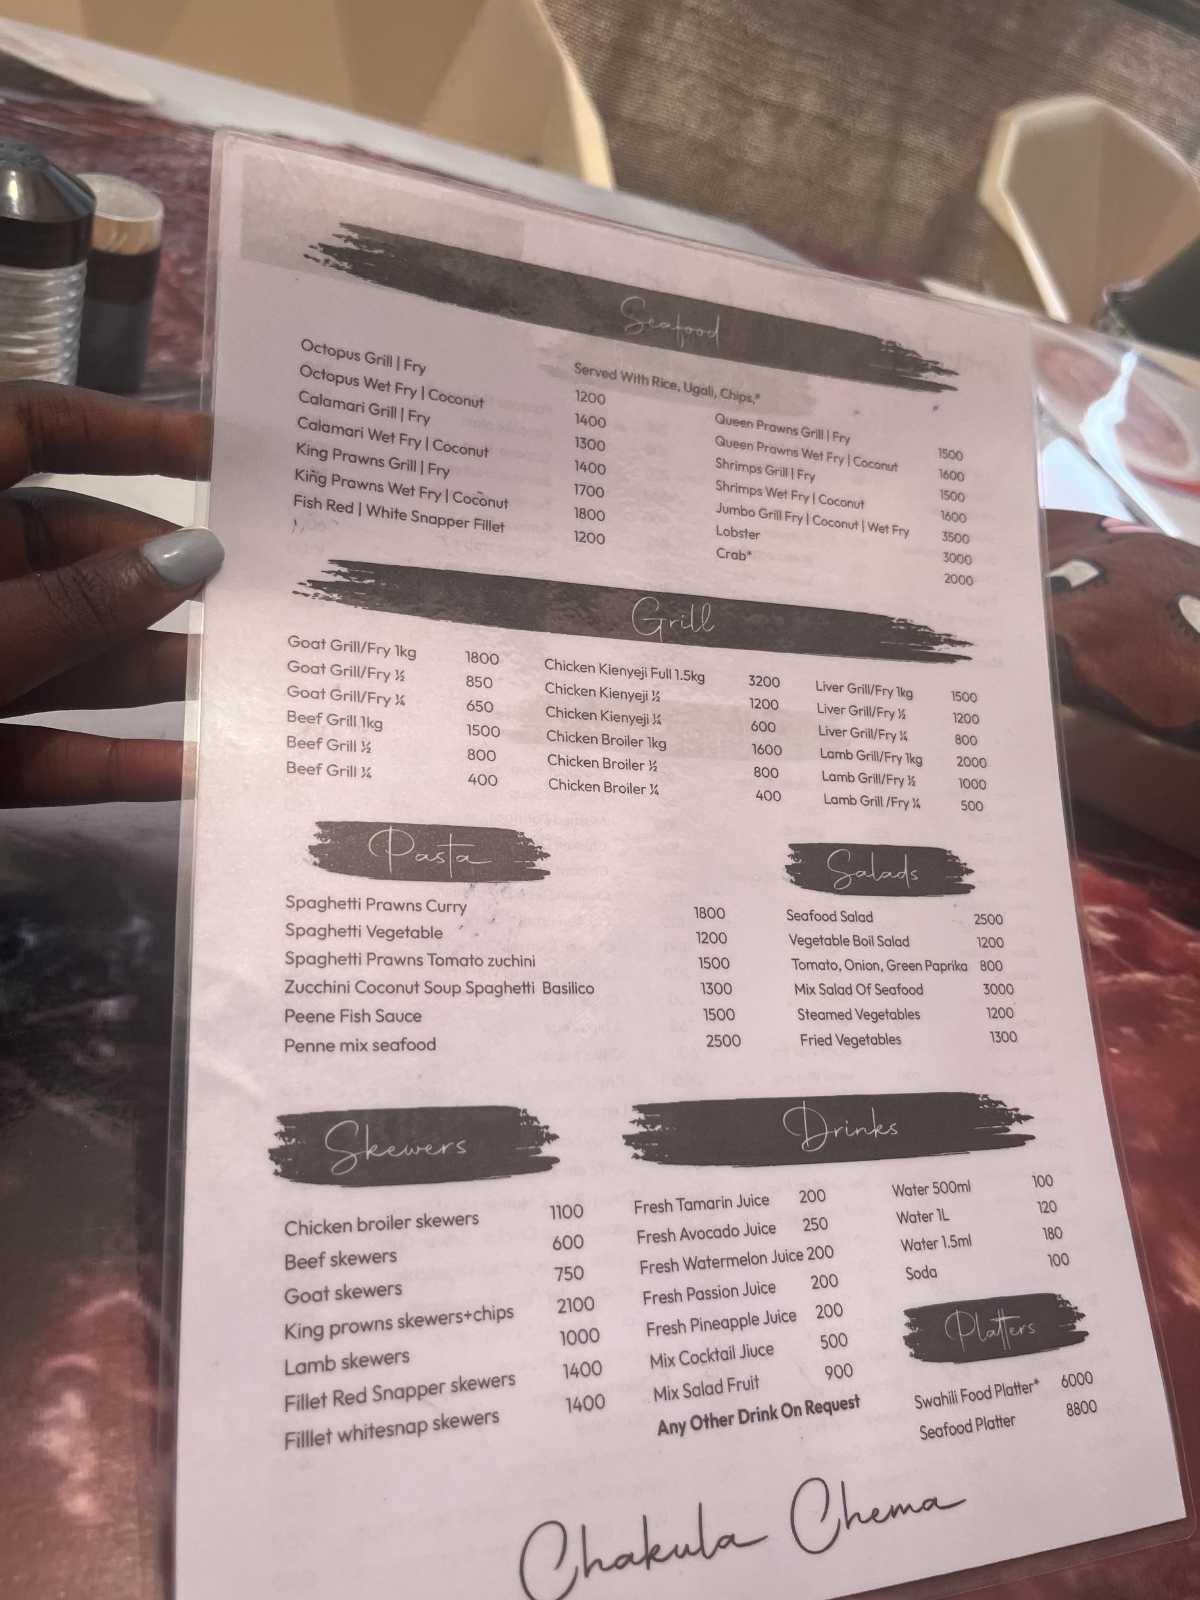 Seafood
Served With Rice, Ugali, Chips,*
Octopus Grill | Fry 1200
Octopus Wet Fry | Coconut 1400
Calamari Grill | Fry 1300
Calamari Wet Fry | Coconut 1400
King Prawns Grill | Fry 1700
King Prawns Wet Fry | Coconut 1800
Fish Red | White Snapper Fillet 1200
Queen Prawns Grill | Fry 1500
Queen Prawns Wet Fry | Coconut 1600
Shrimps Grill | Fry 1500
Shrimps Wet Fry | Coconut 1600
Jumbo Grill Fry | Coconut | Wet Fry 3500
Lobster 3000
Crab* 2000
Grill
Goat Grill/Fry 1kg 1800
Goat Grill/Fry ½ 850
Goat Grill/Fry ¼ 650
Beef Grill 1kg 1500
Beef Grill ½ 800
Beef Grill ¼ 400
Chicken Kienyeji Full 1.5kg 3200
Chicken Kienyeji ½ 1200
Chicken Kienyeji ¼ 600
Chicken Broiler 1kg 1600
Chicken Broiler ½ 800
Chicken Broiler ¼ 400
Liver Grill/Fry 1kg 1500
Liver Grill/Fry ½ 1200
Liver Grill/Fry ¼ 800
Lamb Grill/Fry 1kg 2000
Lamb Grill/Fry ½ 1000
Lamb Grill /Fry ¼ 500
Pasta
Spaghetti Prawns Curry 1800
Spaghetti Vegetable 1200
Spaghetti Prawns Tomato zuchini 1500
Zucchini Coconut Soup Spaghetti Basilico 1300
Peene Fish Sauce 1500
Penne mix seafood 2500
Salads
Seafood Salad 2500
Vegetable Boil Salad 1200
Tomato, Onion, Green Paprika 800
Mix Salad Of Seafood 3000
Steamed Vegetables 1200
Fried Vegetables 1300
Skewers
Chicken broiler skewers 1100
Beef skewers 600
Goat skewers 750
King prowns skewers+chips 2100
Lamb skewers 1000
Fillet Red Snapper skewers 1400
Filllet whitesnap skewers 1400
Drinks
Fresh Tamarin Juice 200
Fresh Avocado Juice 250
Fresh Watermelon Juice 200
Fresh Passion Juice 200
Fresh Pineapple Juice 200
Mix Cocktail Jiuce 500
Mix Salad Fruit 900
Any Other Drink On Request
Water 500ml 100
Water 1L 120
Water 1.5ml 180
Soda 100
Platters
Swahili Food Platter* 6000
Seafood Platter 8800
Chakula Chema